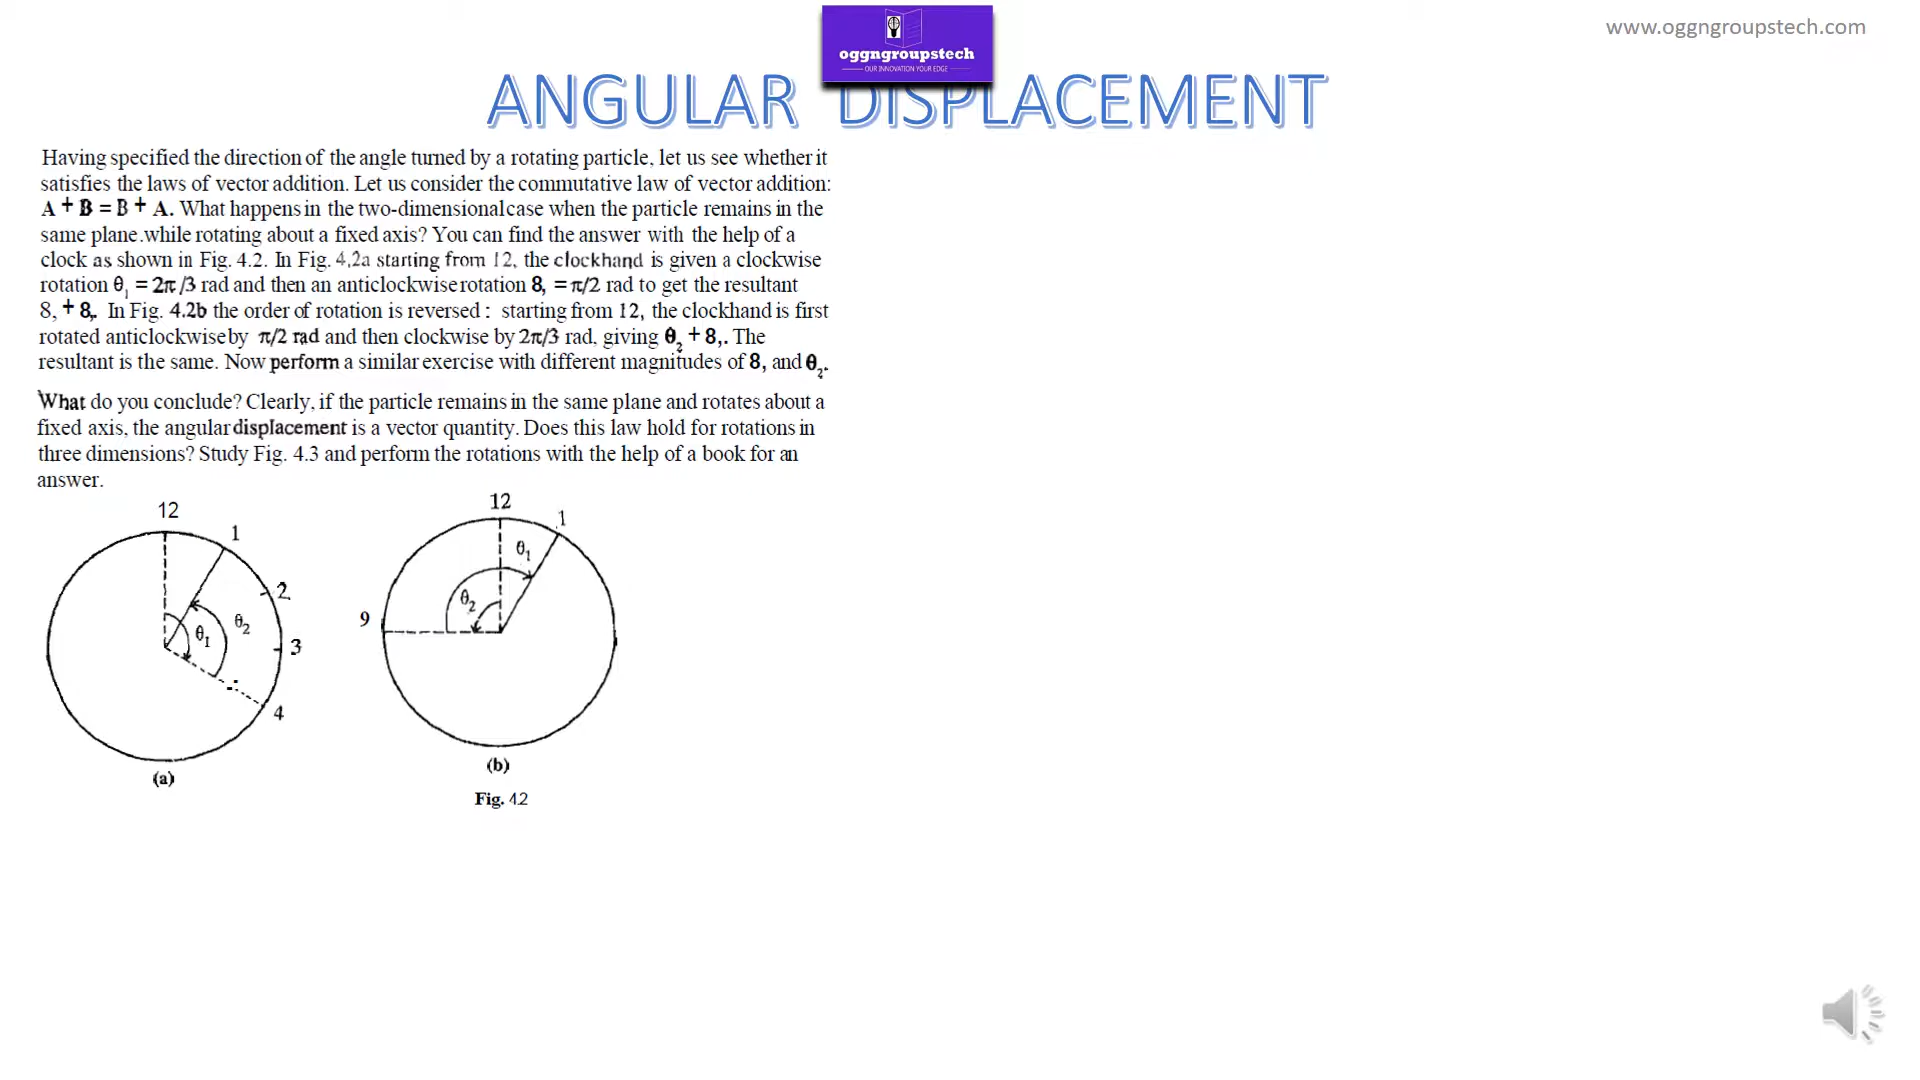 www.oggngroupstech.com
oggngroupstech
OUR INNOVATION YOUR EDGE
ANGULAR DISPLACEMENT
Having specified the direction of the angle turned by a rotating particle, let us see whether it
satisfies the laws of vector addition. Let us consider the commutative law of vector addition:
A + B = B + A. What happens in the two-dimensional case when the particle remains in the
same plane.while rotating about a fixed axis? You can find the answer with the help of a
clock as shown in Fig. 4.2. In Fig. 4,2a starting from 12, the clockhand is given a clockwise
rotation θ₁ = 2π/3 rad and then an anticlockwise rotation 8, = π/2 rad to get the resultant
8, + 8,. In Fig. 4.2b the order of rotation is reversed : starting from 12, the clockhand is first
rotated anticlockwise by π/2 rad and then clockwise by 2π/3 rad, giving θ₂ + 8,. The
resultant is the same. Now perform a similar exercise with different magnitudes of 8, and θ₂.
What do you conclude? Clearly, if the particle remains in the same plane and rotates about a
fixed axis, the angular displacement is a vector quantity. Does this law hold for rotations in
three dimensions? Study Fig. 4.3 and perform the rotations with the help of a book for an
answer.
12
1
2
θ₂
θ₁
3
4
(a)
12
1
θ₁
θ₂
9
(b)
Fig. 4.2